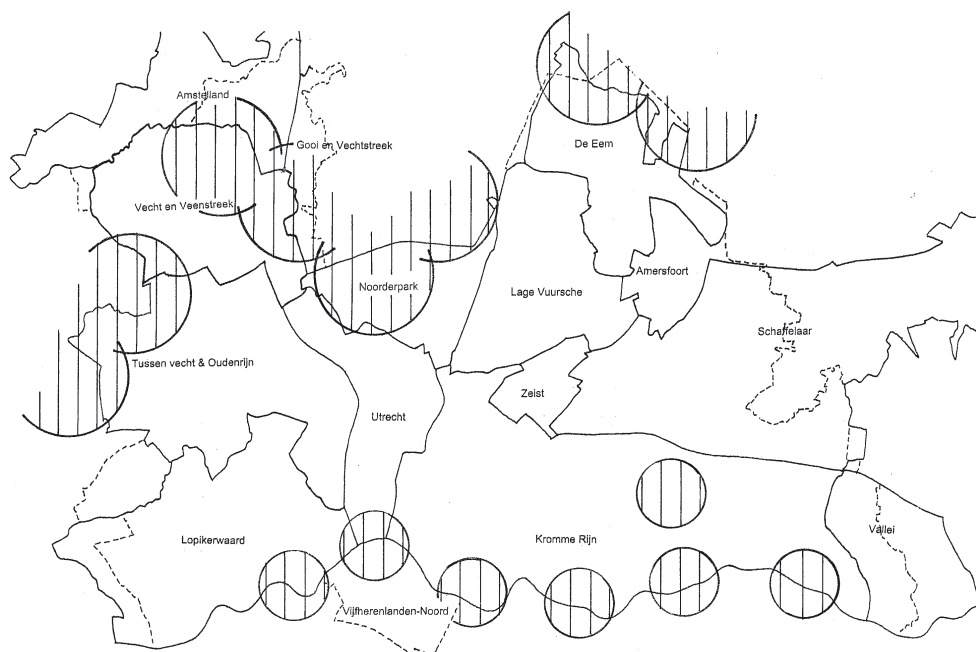 Amstelland
Gooi en Vechtstreek
De Eem
Vecht en Veenstreek
Amersfoort
Noorderpark
Lage Vuursche
Schaffelaar
Tussen vecht & Oudenrijn
Zeist
Utrecht
Vallei
Lopikerwaard
Kromme Rijn
Vijfherenlanden-Noord